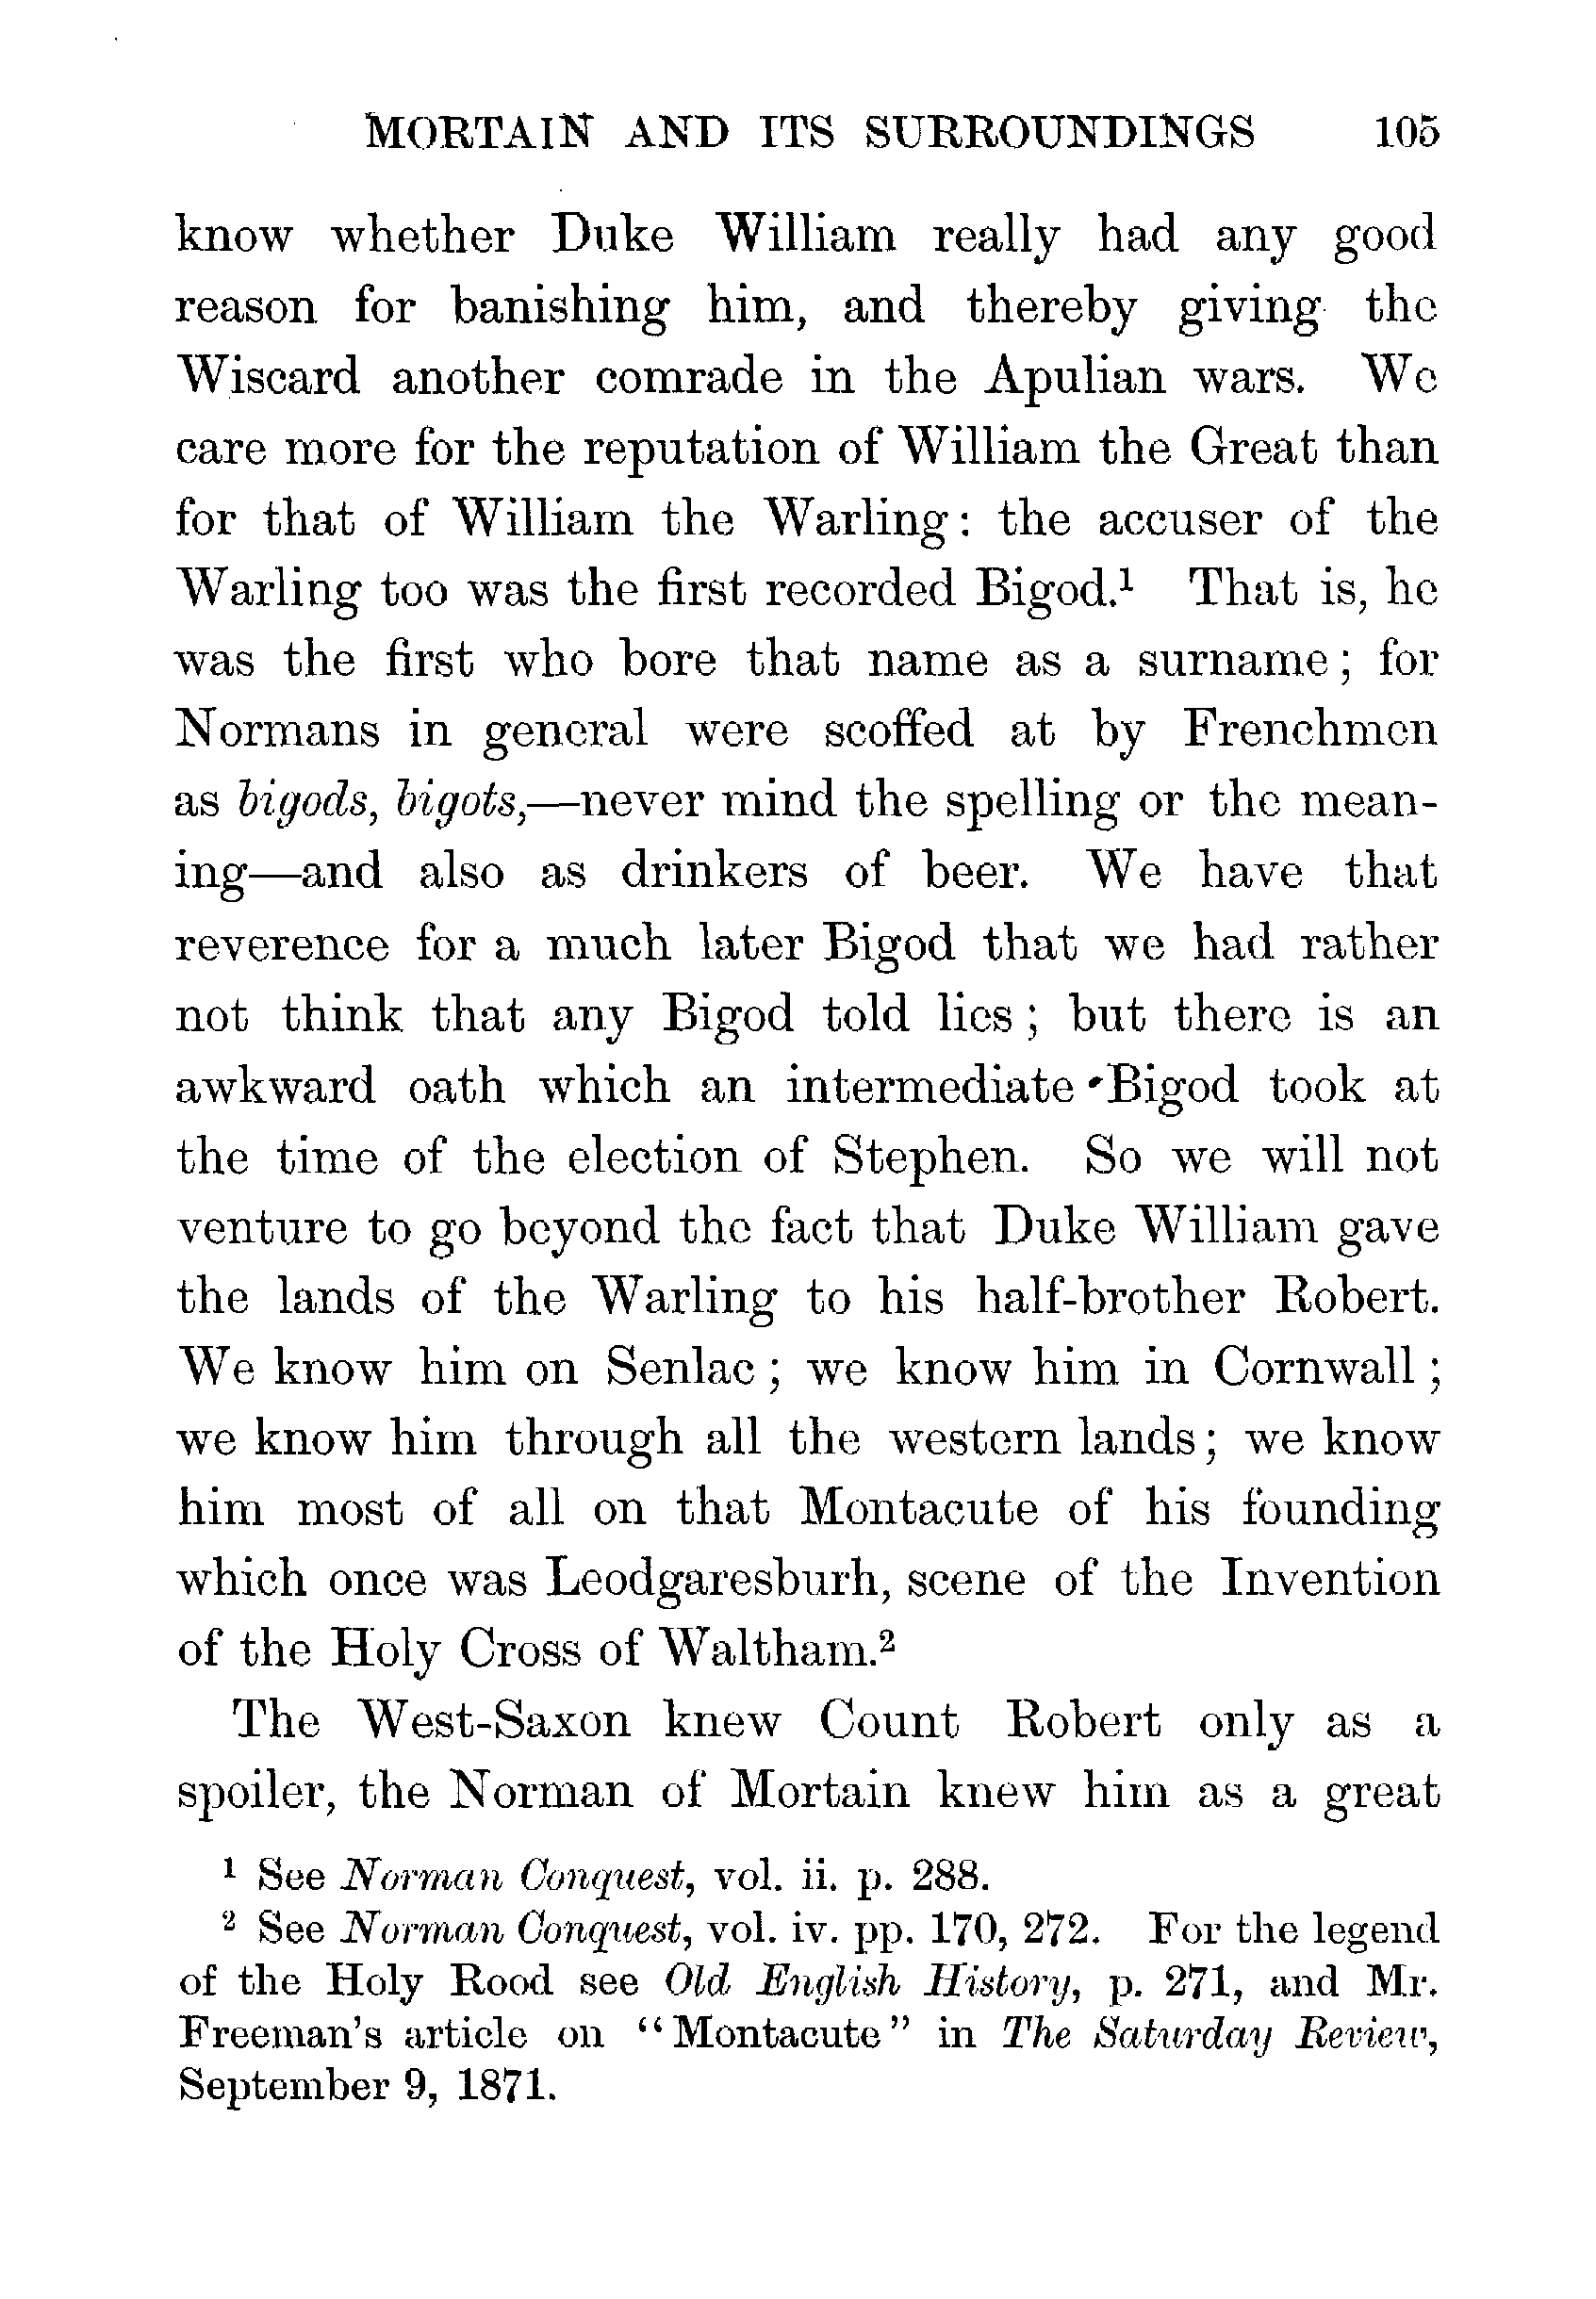 MORTAIN AND ITS SURROUNDINGS 105
know whether Duke William really had any good
reason for banishing him, and thereby giving the
Wiscard another comrade in the Apulian wars. We
care more for the reputation of William the Great than
for that of William the Warling: the accuser of the
Warling too was the first recorded Bigod.¹ That is, he
was the first who bore that name as a surname; for
Normans in general were scoffed at by Frenchmen
as bigods, bigots,—never mind the spelling or the mean-
ing—and also as drinkers of beer. We have that
reverence for a much later Bigod that we had rather
not think that any Bigod told lies; but there is an
awkward oath which an intermediate Bigod took at
the time of the election of Stephen. So we will not
venture to go beyond the fact that Duke William gave
the lands of the Warling to his half-brother Robert.
We know him on Senlac; we know him in Cornwall;
we know him through all the western lands; we know
him most of all on that Montacute of his founding
which once was Leodgaresburh, scene of the Invention
of the Holy Cross of Waltham.²
The West-Saxon knew Count Robert only as a
spoiler, the Norman of Mortain knew him as a great
¹ See Norman Conquest, vol. ii. p. 288.
² See Norman Conquest, vol. iv. pp. 170, 272. For the legend
of the Holy Rood see Old English History, p. 271, and Mr.
Freeman's article on "Montacute" in The Saturday Review,
September 9, 1871.